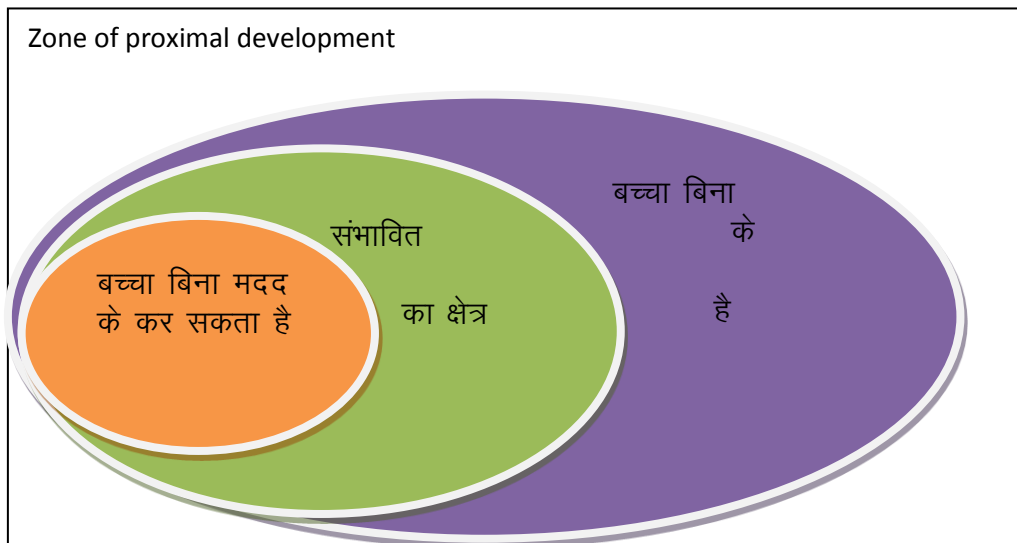 Zone of proximal development
बच्चा बिना
के
है
संभावित
का क्षेत्र
बच्चा बिना मदद
के कर सकता है